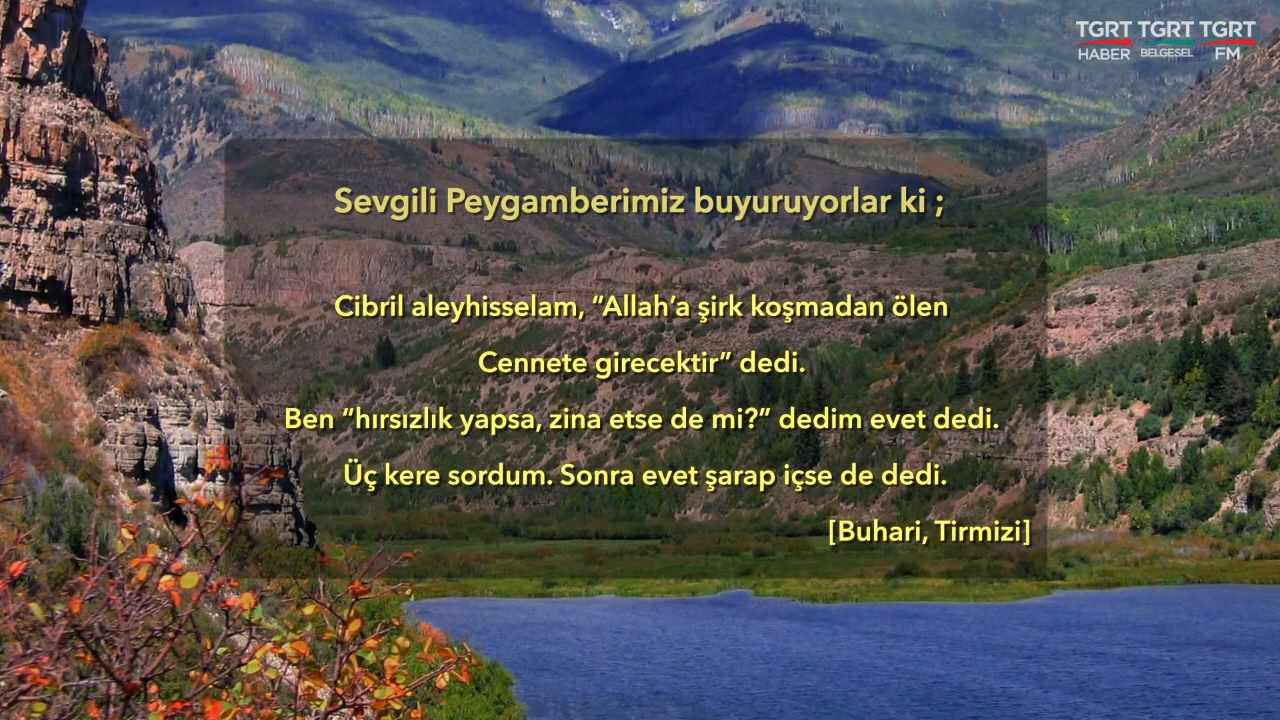 TGRT TGRT TGRT
HABER BELGESEL FM
Sevgili Peygamberimiz buyuruyorlar ki ;
Cibril aleyhisselam, “Allah’a şirk koşmadan ölen
Cennete girecektir” dedi.
Ben “hırsızlık yapsa, zina etse de mi?” dedim evet dedi.
Üç kere sordum. Sonra evet şarap içse de dedi.
[Buhari, Tirmizi]